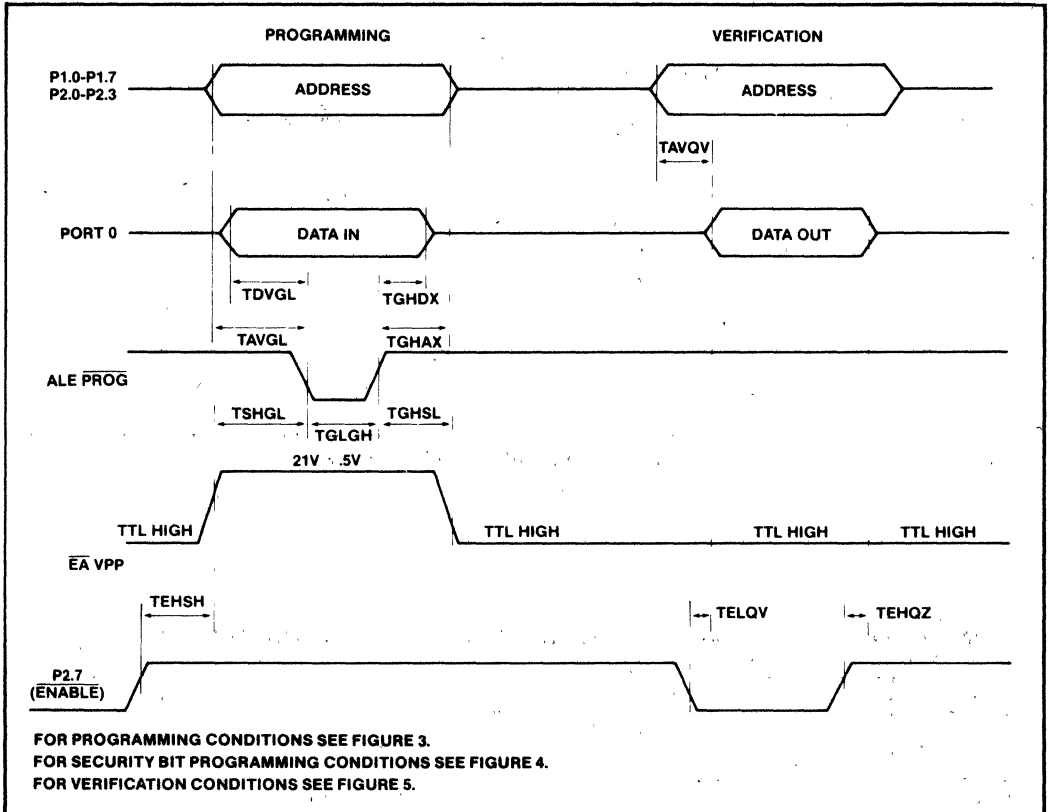 PROGRAMMING VERIFICATION
P1.0-P1.7
P2.0-P2.3
ADDRESS ADDRESS
TAVQV
PORT 0
DATA IN DATA OUT
TDVGL TGHDX
TAVGL TGHAX
ALE PROG
TSHGL TGHSL
TGLGH
21V .5V
TTL HIGH TTL HIGH TTL HIGH TTL HIGH
EA VPP
TEHSH TELQV TEHQZ
P2.7
(ENABLE)
FOR PROGRAMMING CONDITIONS SEE FIGURE 3.
FOR SECURITY BIT PROGRAMMING CONDITIONS SEE FIGURE 4.
FOR VERIFICATION CONDITIONS SEE FIGURE 5.